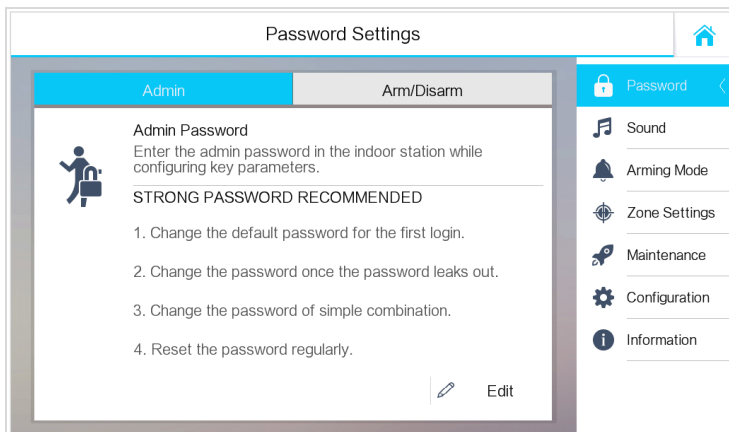 Password Settings
Admin
Arm/Disarm
Admin Password
Enter the admin password in the indoor station while
configuring key parameters.
STRONG PASSWORD RECOMMENDED
1. Change the default password for the first login.
2. Change the password once the password leaks out.
3. Change the password of simple combination.
4. Reset the password regularly.
Edit
Password
Sound
Arming Mode
Zone Settings
Maintenance
Configuration
Information